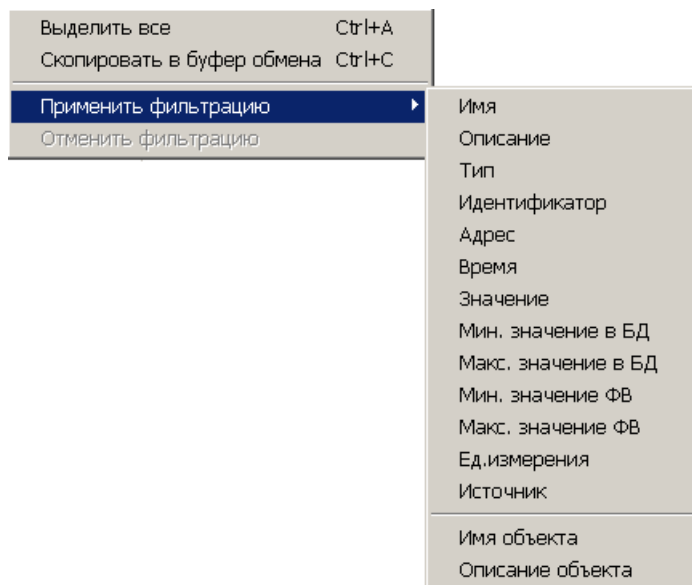 Выделить все Ctrl+A
Скопировать в буфер обмена Ctrl+C
Применить фильтрацию
Отменить фильтрацию
Имя
Описание
Тип
Идентификатор
Адрес
Время
Значение
Мин. значение в БД
Макс. значение в БД
Мин. значение ФВ
Макс. значение ФВ
Ед.измерения
Источник
Имя объекта
Описание объекта